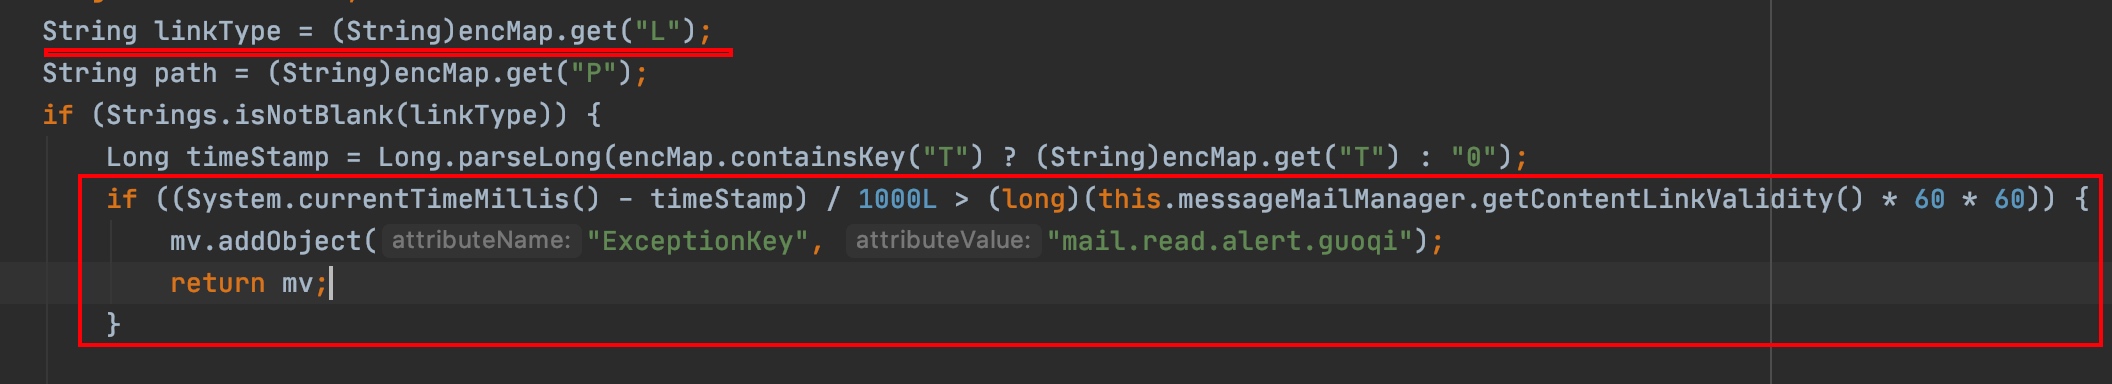 String linkType = (String)encMap.get("L");
String path = (String)encMap.get("P");
if (Strings.isNotBlank(linkType)) {
Long timeStamp = Long.parseLong(encMap.containsKey("T") ? (String)encMap.get("T") : "0");
if ((System.currentTimeMillis() - timeStamp) / 1000L > (long)(this.messageMailManager.getContentLinkValidity() * 60 * 60)) {
mv.addObject( attributeName: "ExceptionKey", attributeValue: "mail.read.alert.guoqi");
return mv;
}